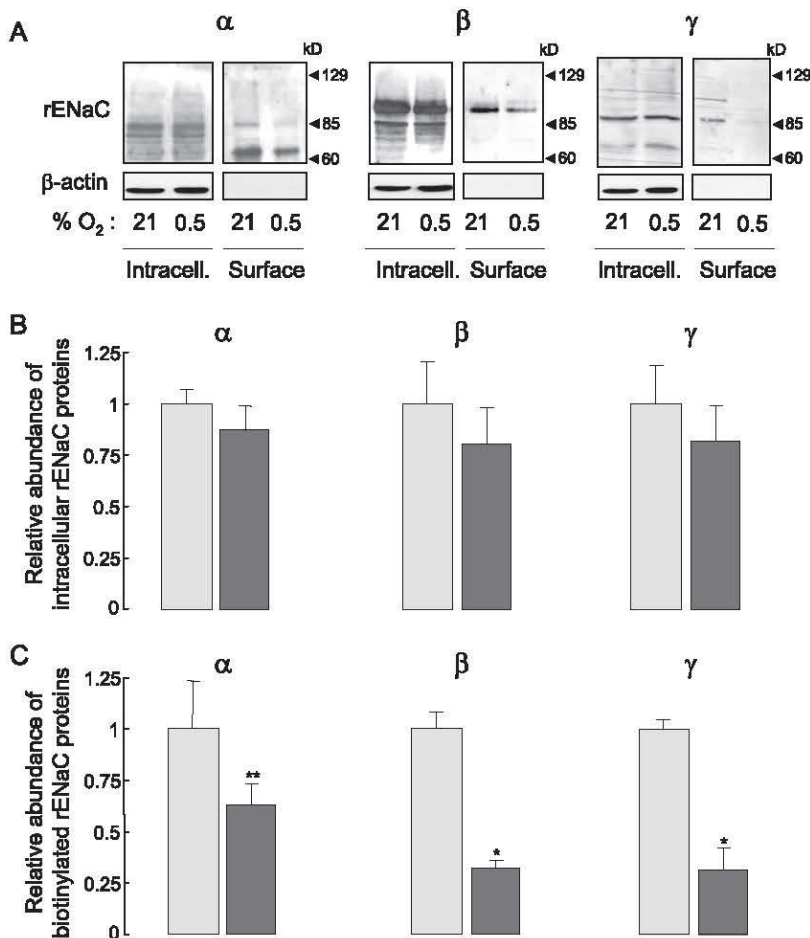 A
α β γ
kD kD kD
129 129 129
rENaC
85 85 85
60 60 60
β-actin
% O2 : 21 0.5 21 0.5 21 0.5 21 0.5 21 0.5 21 0.5
Intracell. Surface Intracell. Surface Intracell. Surface
B
α β γ
Relative abundance of
intracellular rENaC proteins
1.25
1
0.75
0.5
0.25
0
C
α β γ
Relative abundance of
biotinylated rENaC proteins
1.25
1
0.75
0.5
0.25
0
** * *